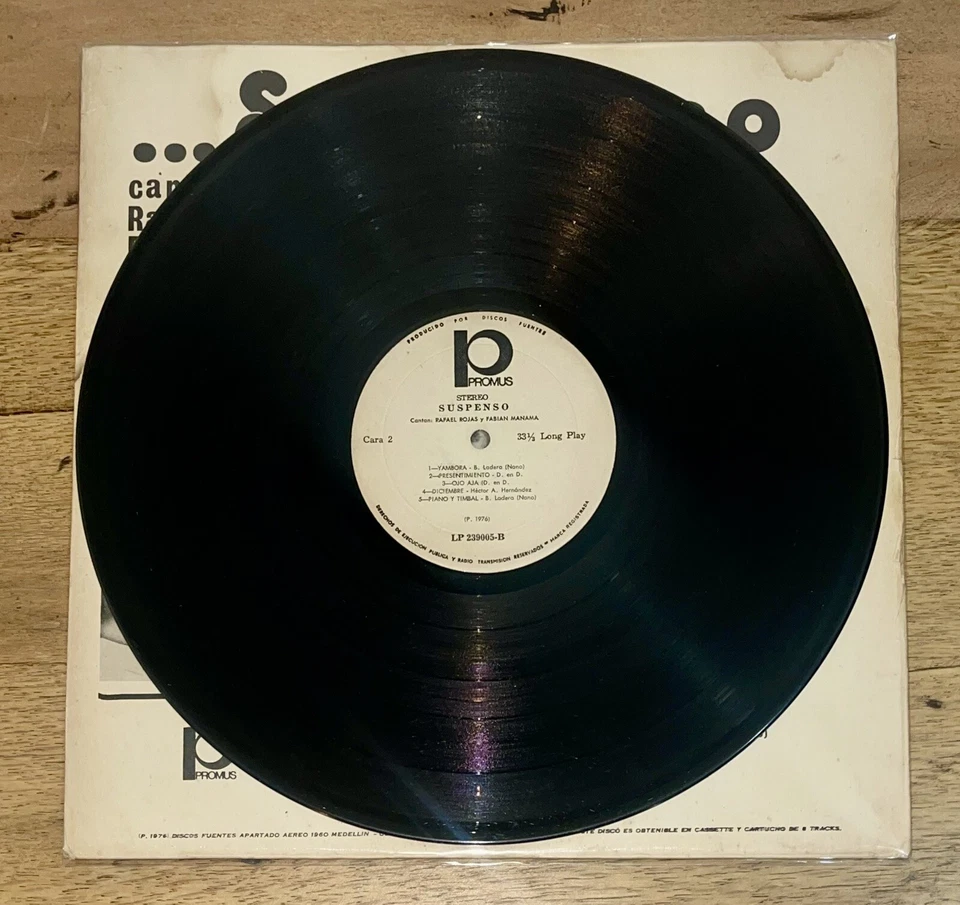 S o
...
can
Ra
PRODUCIDO POR DISCOS FUENTES
p
PROMUS
STEREO
SUSPENSO
Cantan: RAFAEL ROJAS y FABIAN MANAMA
Cara 2 33⅓ Long Play
1—YAMBORA - B. Ladera (Nono)
2—PRESENTIMIENTO - D. en D.
3—OJO AJA-(D. en D.
4—DICIEMBRE - Héctor A. Hernández
5—PIANO Y TIMBAL - B. Ladera (Nono)
(P. 1976)
LP 239005-B
DERECHOS DE EJECUCION PUBLICA Y RADIO TRANSMISION RESERVADOS - MARCA REGISTRADA
p
PROMUS
(P. 1976) DISCOS FUENTES APARTADO AEREO 1960 MEDELLIN - DISCO ES OBTENIBLE EN CASSETTE Y CARTUCHO DE 8 TRACKS.